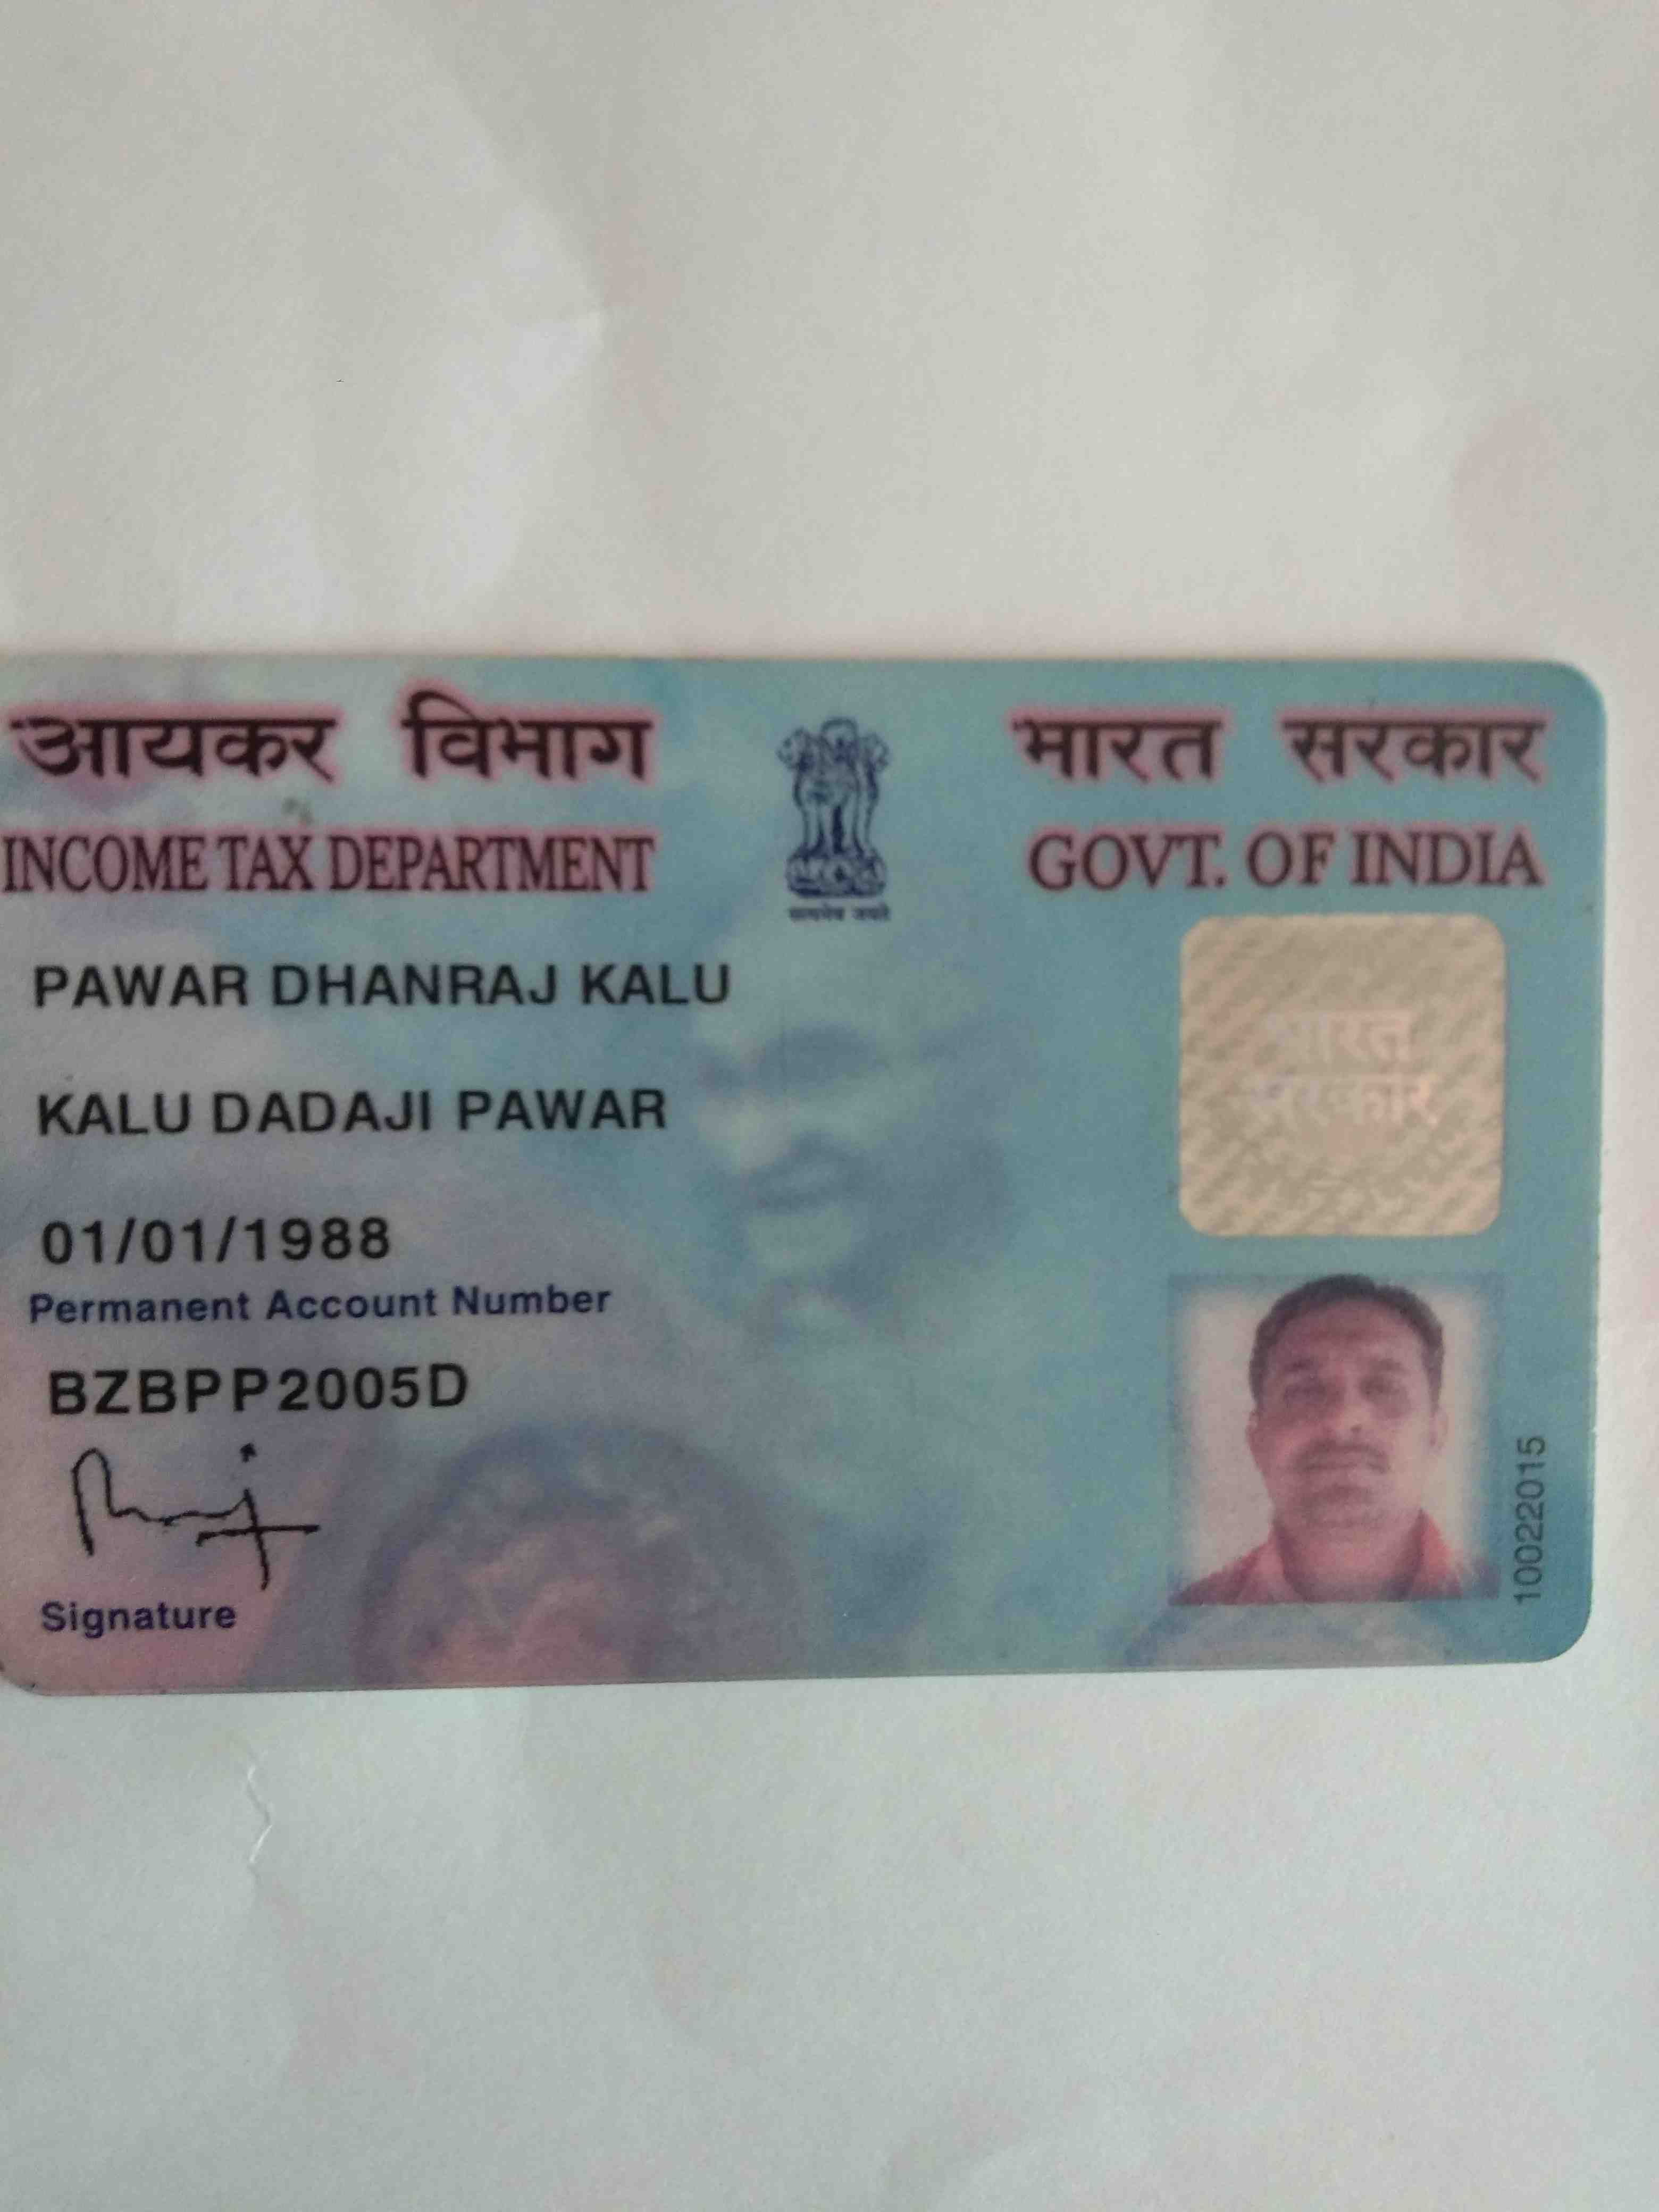 आयकर विभाग
भारत सरकार
INCOME TAX DEPARTMENT
GOVT. OF INDIA
सत्यमेव जयते
PAWAR DHANRAJ KALU
भारत
सरकार
KALU DADAJI PAWAR
01/01/1988
Permanent Account Number
BZBPP2005D
Signature
10022015